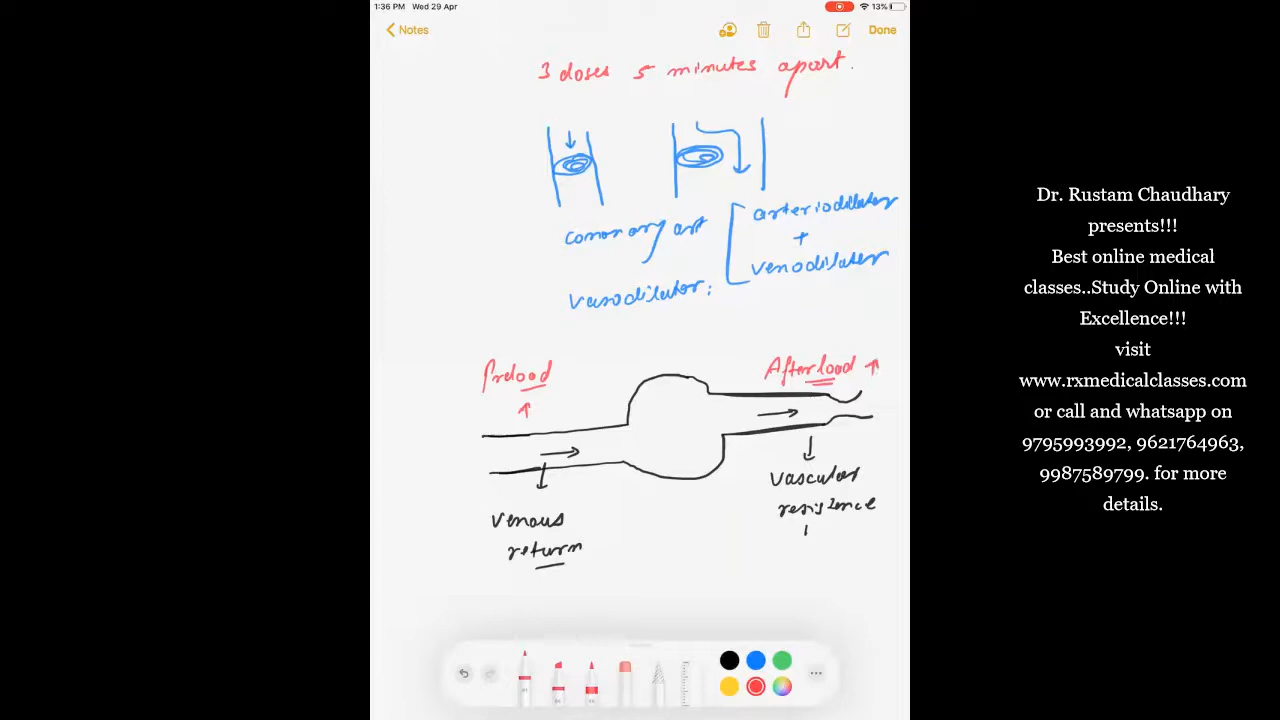 1:36 PM Wed 29 Apr
13%
Notes
Done
3 doses 5 minutes apart.
coronary art
arteriodilator
+
venodilator
vasodilator:
Preload
Afterload
venous
return
vascular
resistence
Dr. Rustam Chaudhary
presents!!!
Best online medical
classes..Study Online with
Excellence!!!
visit
www.rxmedicalclasses.com
or call and whatsapp on
9795993992, 9621764963,
9987589799. for more
details.